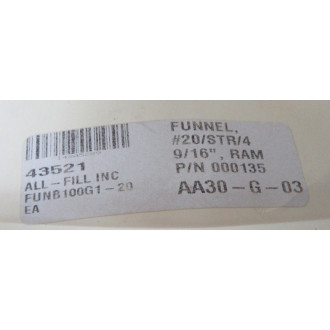 43521
ALL-FILL INC
FUNB100G1-20
EA
FUNNEL,
#20/STR/4
9/16", RAM
P/N 000135
AA30-G-03